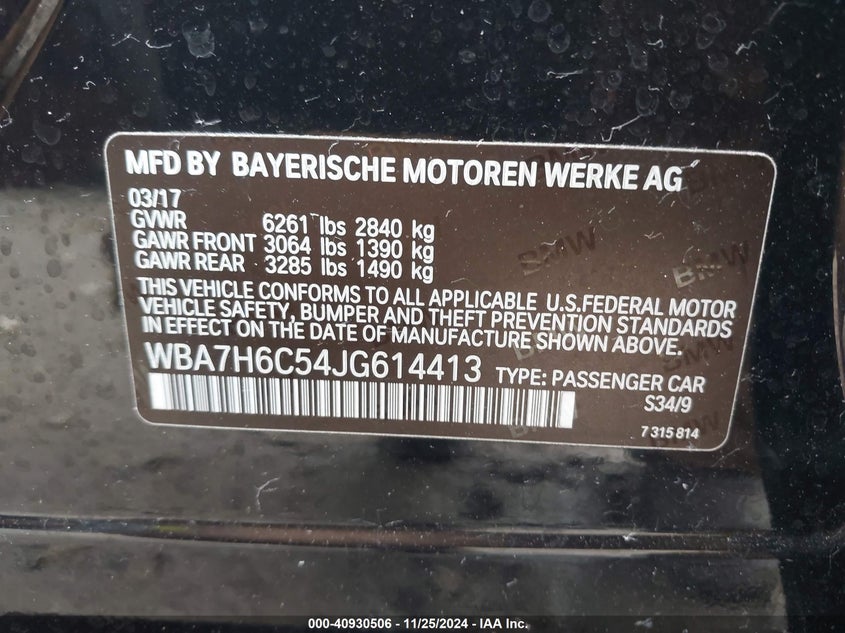 MFD BY BAYERISCHE MOTOREN WERKE AG
03/17
GVWR 6261 lbs 2840 kg
GAWR FRONT 3064 lbs 1390 kg
GAWR REAR 3285 lbs 1490 kg
THIS VEHICLE CONFORMS TO ALL APPLICABLE U.S.FEDERAL MOTOR
VEHICLE SAFETY, BUMPER AND THEFT PREVENTION STANDARDS
IN EFFECT ON THE DATE OF MANUFACTURE SHOWN ABOVE.
WBA7H6C54JG614413 TYPE: PASSENGER CAR
S34/9
7 315 814
BMW
BMW
000-40930506 - 11/25/2024 - IAA Inc.